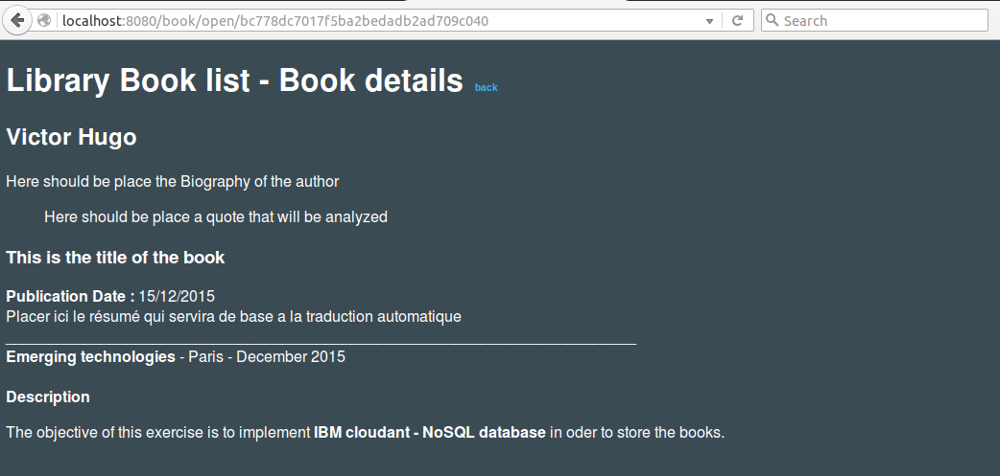 localhost:8080/book/open/bc778dc7017f5ba2bedadb2ad709c040
Search
Library Book list - Book details back
Victor Hugo
Here should be place the Biography of the author
Here should be place a quote that will be analyzed
This is the title of the book
Publication Date : 15/12/2015
Placer ici le résumé qui servira de base a la traduction automatique
Emerging technologies - Paris - December 2015
Description
The objective of this exercise is to implement IBM cloudant - NoSQL database in oder to store the books.